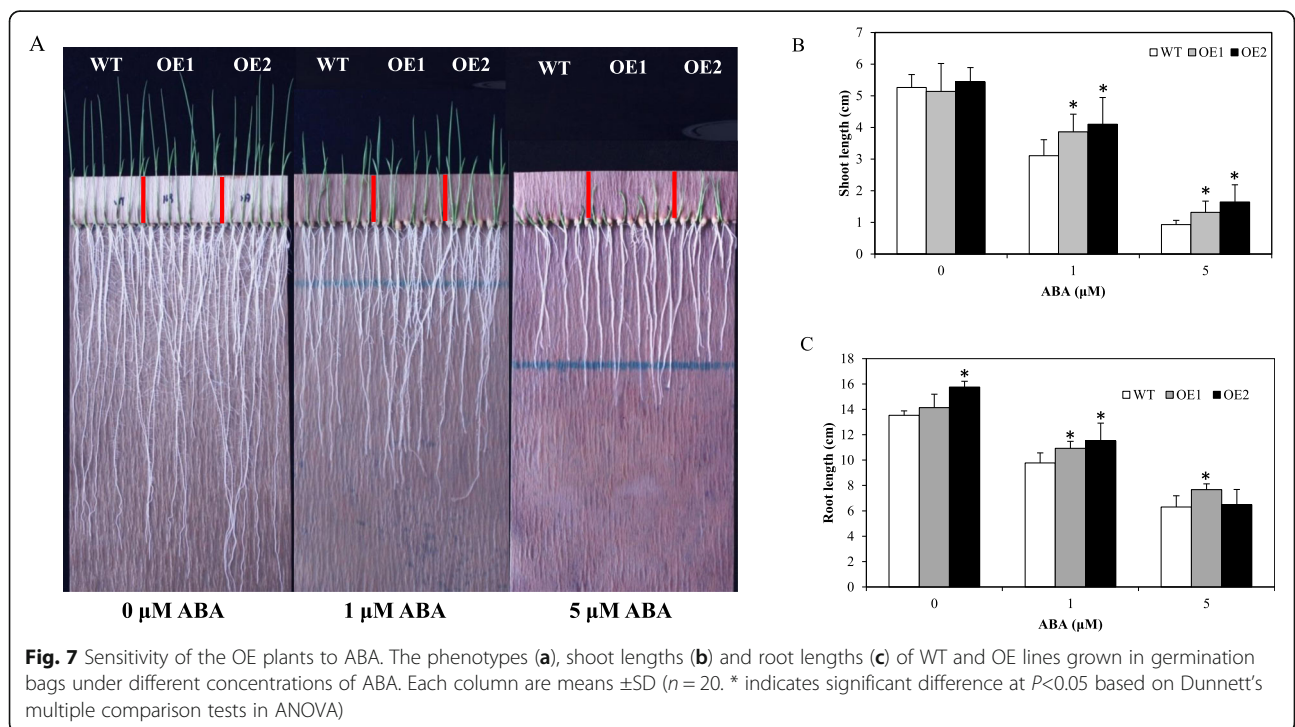 A
WT OE1 OE2 WT OE1 OE2 WT OE1 OE2
0 µM ABA 1 µM ABA 5 µM ABA
B
WT OE1 OE2
Shoot length (cm)
6
5
4
3
2
1
0
* *
* *
0 1 5
ABA (µM)
C
WT OE1 OE2
Root length (cm)
18
16
14
12
10
8
6
4
2
0
*
* *
*
0 1 5
ABA (µM)
Fig. 7 Sensitivity of the OE plants to ABA. The phenotypes (a), shoot lengths (b) and root lengths (c) of WT and OE lines grown in germination
bags under different concentrations of ABA. Each column are means ±SD (n = 20. * indicates significant difference at P<0.05 based on Dunnett's
multiple comparison tests in ANOVA)